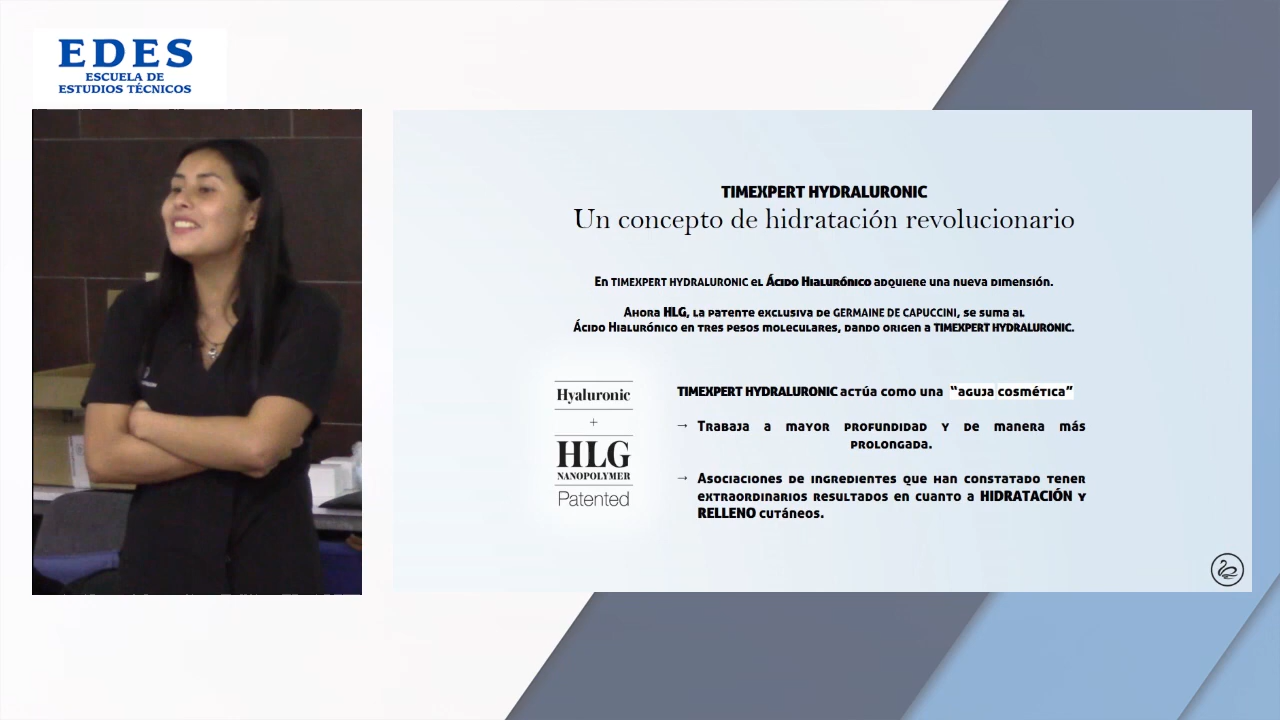 EDES
ESCUELA DE
ESTUDIOS TÉCNICOS
TIMEXPERT HYDRALURONIC
Un concepto de hidratación revolucionario
En TIMEXPERT HYDRALURONIC el Ácido Hialurónico adquiere una nueva dimensión.
Ahora HLG, la patente exclusiva de GERMAINE DE CAPUCCINI, se suma al
Ácido Hialurónico en tres pesos moleculares, dando origen a TIMEXPERT HYDRALURONIC.
Hyaluronic
+
HLG
NANOPOLYMER
Patented
TIMEXPERT HYDRALURONIC actúa como una "aguja cosmética"
→ Trabaja a mayor profundidad y de manera más
prolongada.
→ Asociaciones de ingredientes que han constatado tener
extraordinarios resultados en cuanto a HIDRATACIÓN y
RELLENO cutáneos.